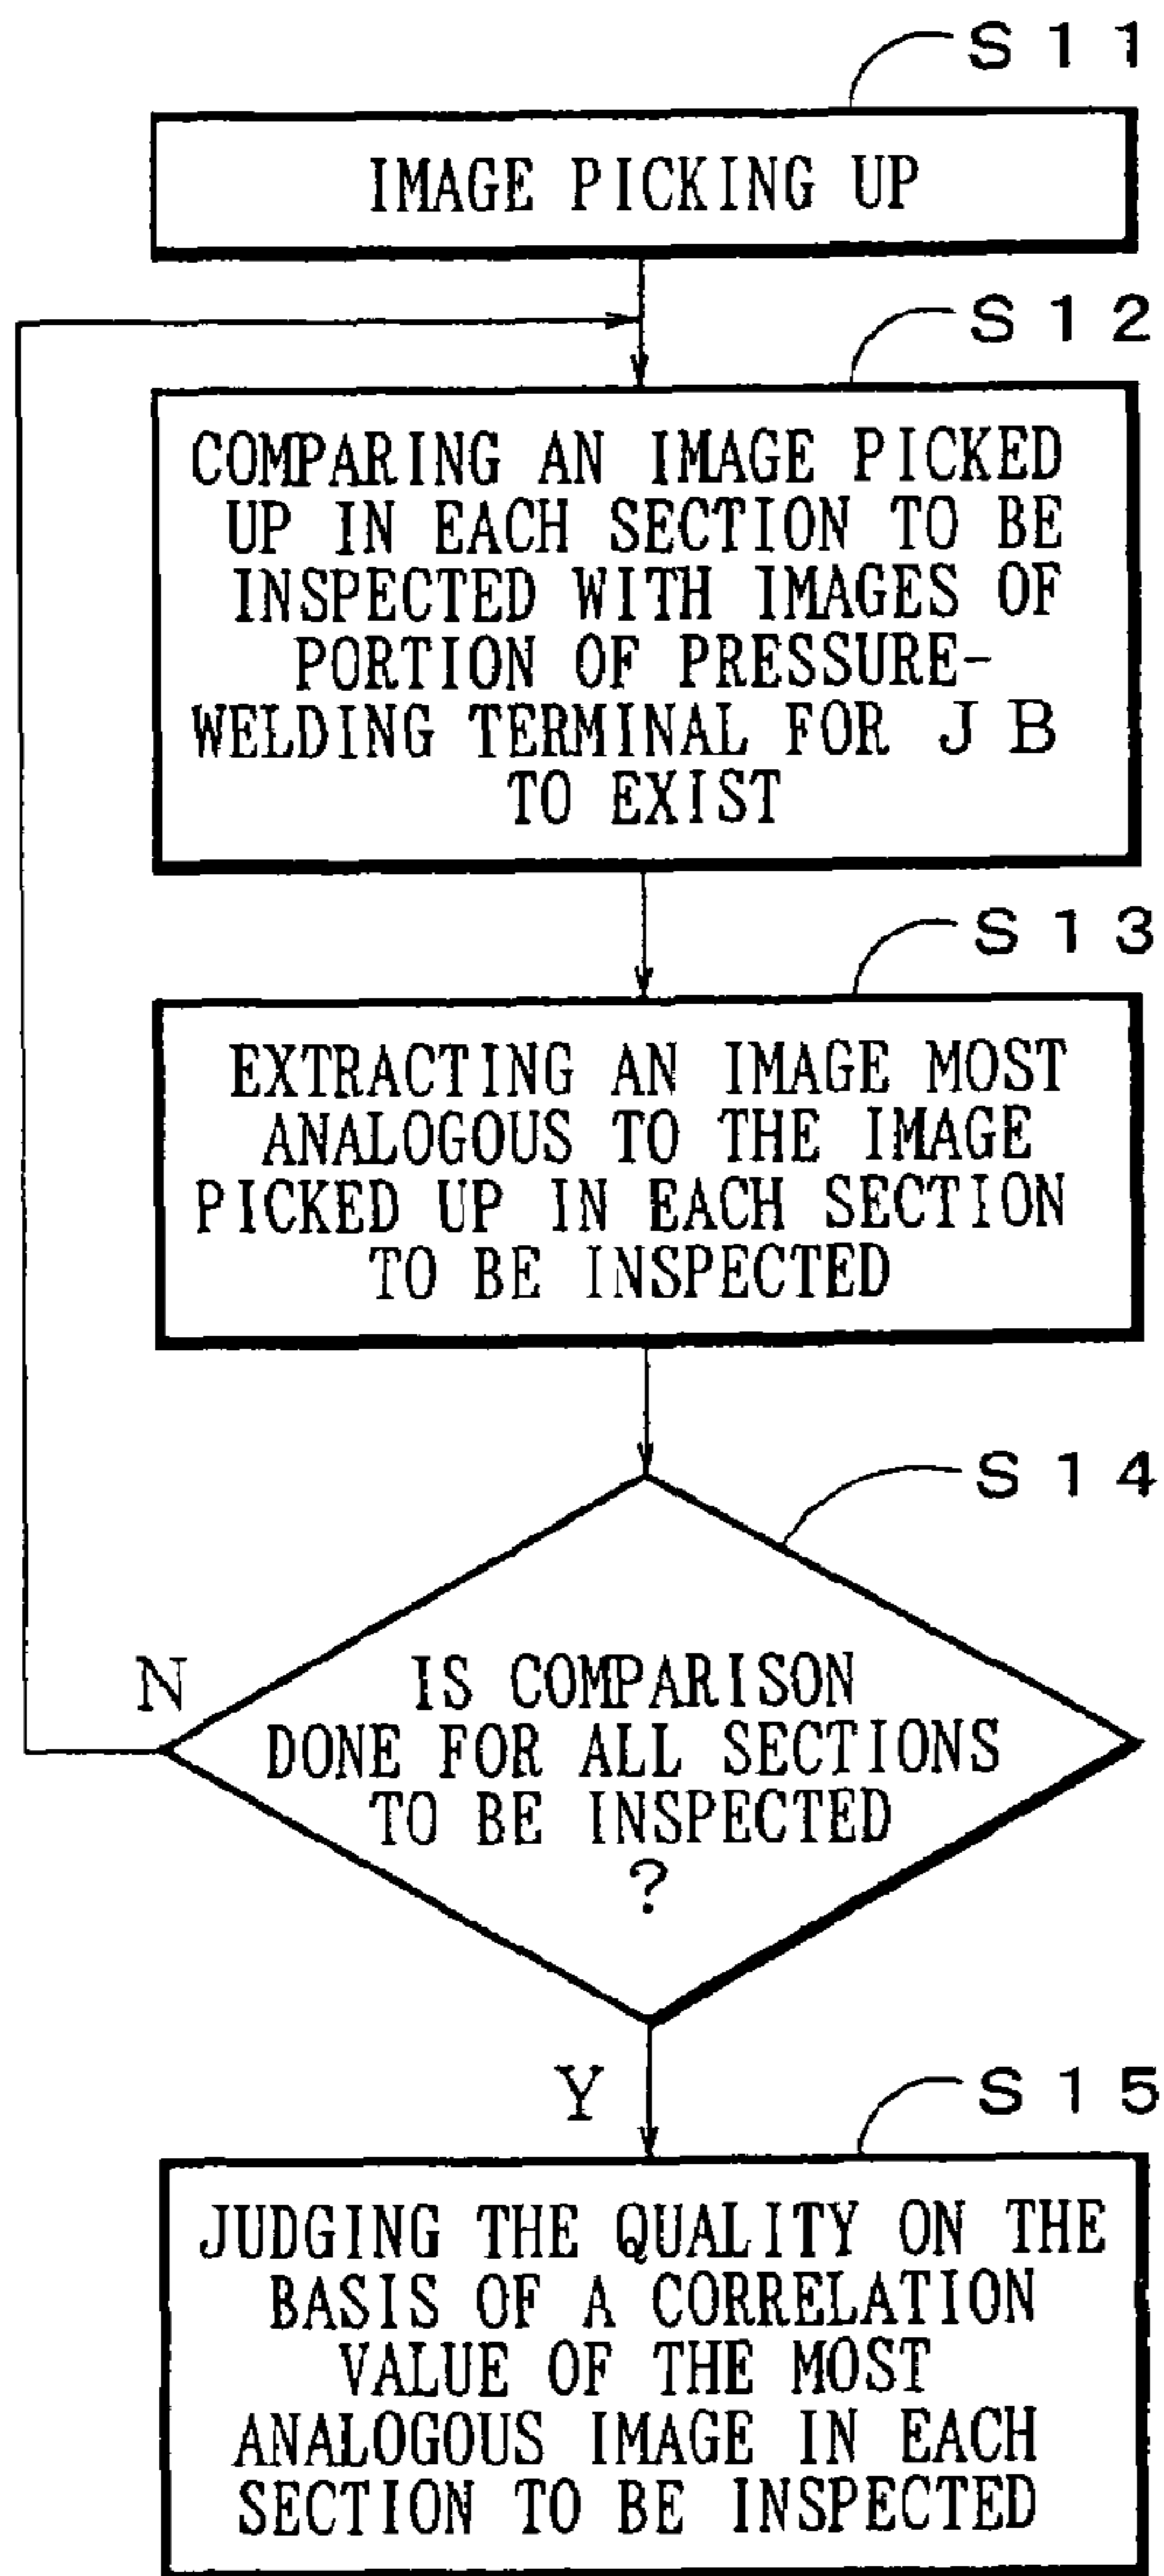 S11
IMAGE PICKING UP
S12
COMPARING AN IMAGE PICKED
UP IN EACH SECTION TO BE
INSPECTED WITH IMAGES OF
PORTION OF PRESSURE-
WELDING TERMINAL FOR JB
TO EXIST
S13
EXTRACTING AN IMAGE MOST
ANALOGOUS TO THE IMAGE
PICKED UP IN EACH SECTION
TO BE INSPECTED
S14
N
IS COMPARISON
DONE FOR ALL SECTIONS
TO BE INSPECTED
?
Y
S15
JUDGING THE QUALITY ON THE
BASIS OF A CORRELATION
VALUE OF THE MOST
ANALOGOUS IMAGE IN EACH
SECTION TO BE INSPECTED